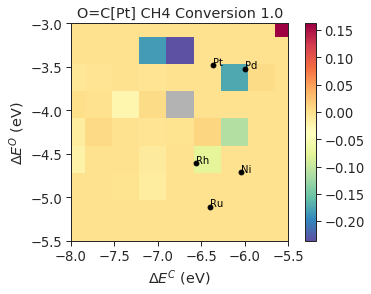 O=C[Pt] CH4 Conversion 1.0
−3.0
−3.5
−4.0
−4.5
−5.0
−5.5
ΔE^O (eV)
Pt
Pd
Rh
Ni
Ru
−8.0 −7.5 −7.0 −6.5 −6.0 −5.5
ΔE^C (eV)
0.15
0.10
0.05
0.00
−0.05
−0.10
−0.15
−0.20